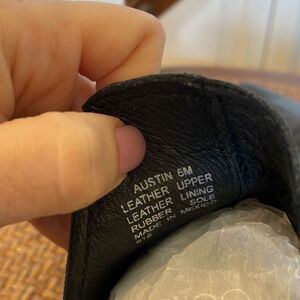 AUSTIN 6M
LEATHER UPPER
LEATHER LINING
RUBBER SOLE
MADE IN MEXICO